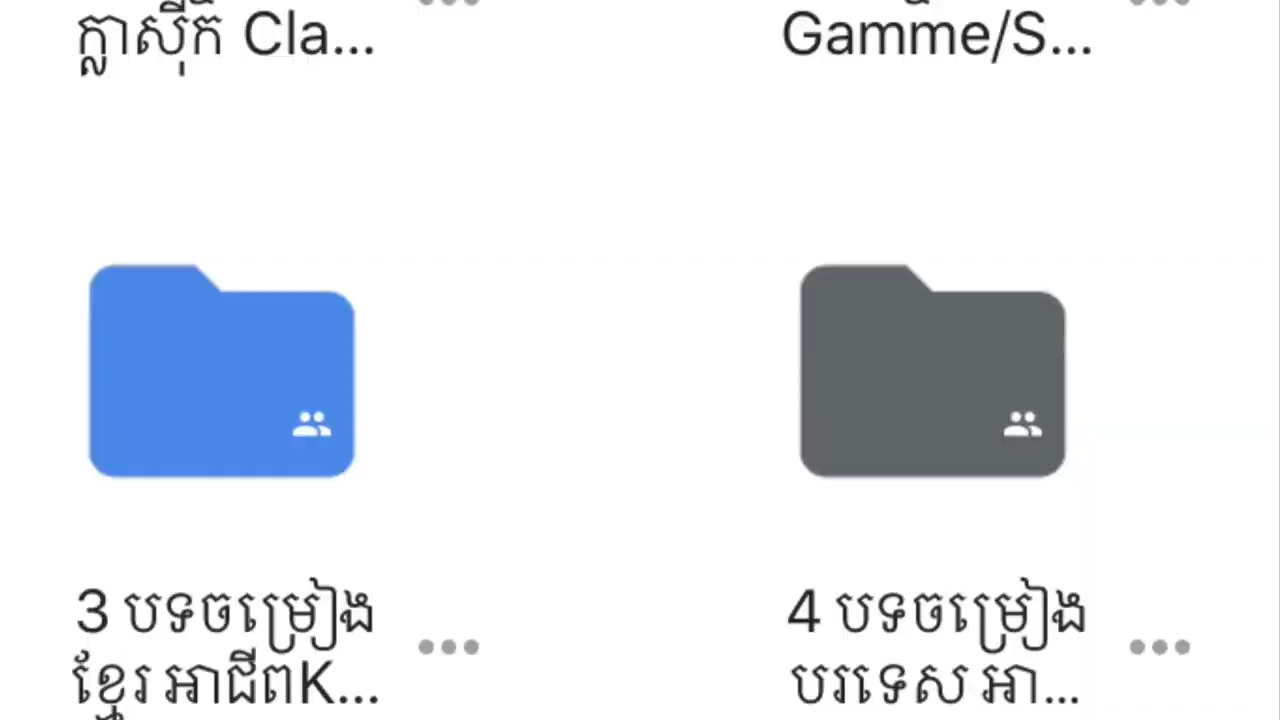 ក្លាស៊ីក Cla...
Gamme/S...
3 បទចម្រៀង
ខ្មែរ អាជីពK...
4 បទចម្រៀង
បរទេស អា...